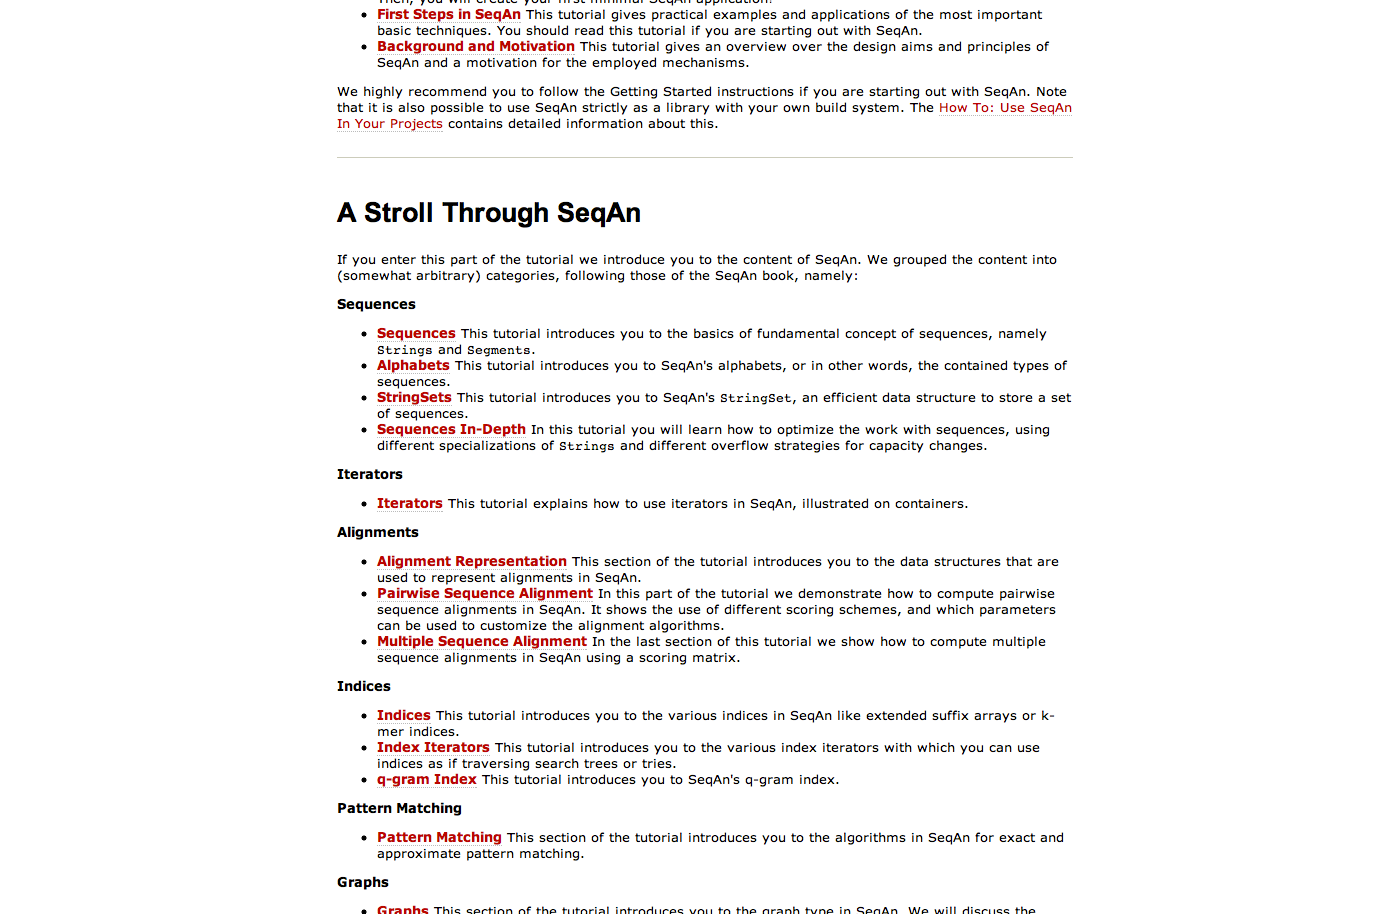 Then, you will create your first minimal SeqAn application!
First Steps in SeqAn This tutorial gives practical examples and applications of the most important
basic techniques. You should read this tutorial if you are starting out with SeqAn.
Background and Motivation This tutorial gives an overview over the design aims and principles of
SeqAn and a motivation for the employed mechanisms.
We highly recommend you to follow the Getting Started instructions if you are starting out with SeqAn. Note
that it is also possible to use SeqAn strictly as a library with your own build system. The How To: Use SeqAn
In Your Projects contains detailed information about this.
A Stroll Through SeqAn
If you enter this part of the tutorial we introduce you to the content of SeqAn. We grouped the content into
(somewhat arbitrary) categories, following those of the SeqAn book, namely:
Sequences
Sequences This tutorial introduces you to the basics of fundamental concept of sequences, namely
Strings and Segments.
Alphabets This tutorial introduces you to SeqAn's alphabets, or in other words, the contained types of
sequences.
StringSets This tutorial introduces you to SeqAn's StringSet, an efficient data structure to store a set
of sequences.
Sequences In-Depth In this tutorial you will learn how to optimize the work with sequences, using
different specializations of Strings and different overflow strategies for capacity changes.
Iterators
Iterators This tutorial explains how to use iterators in SeqAn, illustrated on containers.
Alignments
Alignment Representation This section of the tutorial introduces you to the data structures that are
used to represent alignments in SeqAn.
Pairwise Sequence Alignment In this part of the tutorial we demonstrate how to compute pairwise
sequence alignments in SeqAn. It shows the use of different scoring schemes, and which parameters
can be used to customize the alignment algorithms.
Multiple Sequence Alignment In the last section of this tutorial we show how to compute multiple
sequence alignments in SeqAn using a scoring matrix.
Indices
Indices This tutorial introduces you to the various indices in SeqAn like extended suffix arrays or k-
mer indices.
Index Iterators This tutorial introduces you to the various index iterators with which you can use
indices as if traversing search trees or tries.
q-gram Index This tutorial introduces you to SeqAn's q-gram index.
Pattern Matching
Pattern Matching This section of the tutorial introduces you to the algorithms in SeqAn for exact and
approximate pattern matching.
Graphs
Graphs This section of the tutorial introduces you to the graph type in SeqAn. We will discuss the